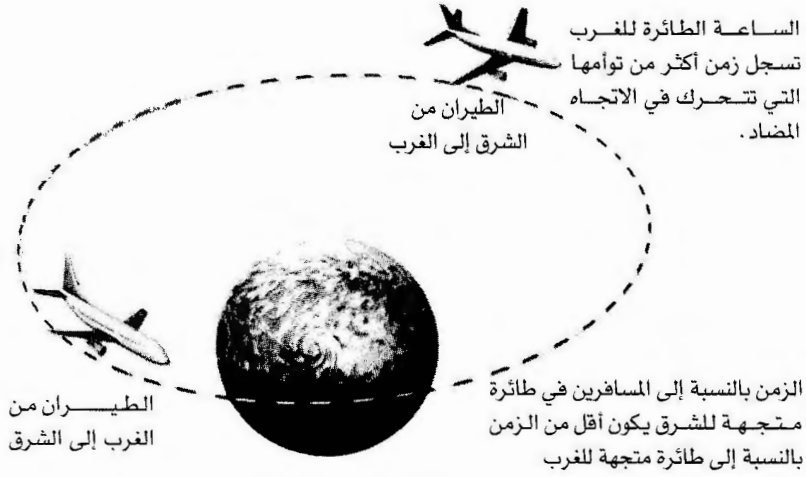 الساعة الطائرة للغرب
تسجل زمن أكثر من توأمها
التي تتحرك في الاتجاه
المضاد.
الطيران من
الشرق إلى الغرب
الطيران من
الغرب إلى الشرق
الزمن بالنسبة إلى المسافرين في طائرة
متجهة للشرق يكون أقل من الزمن
بالنسبة إلى طائرة متجهة للغرب